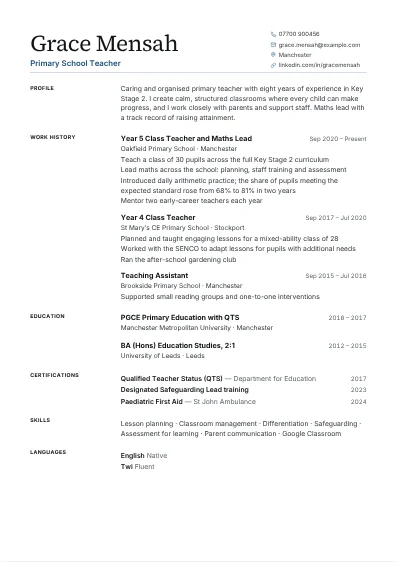 Grace Mensah
Primary School Teacher
07700 900456
grace.mensah@example.com
Manchester
linkedin.com/in/gracemensah
PROFILE
Caring and organised primary teacher with eight years of experience in Key
Stage 2. I create calm, structured classrooms where every child can make
progress, and I work closely with parents and support staff. Maths lead with
a track record of raising attainment.
WORK HISTORY
Year 5 Class Teacher and Maths Lead Sep 2020 – Present
Oakfield Primary School · Manchester
Teach a class of 30 pupils across the full Key Stage 2 curriculum
Lead maths across the school: planning, staff training and assessment
Introduced daily arithmetic practice; the share of pupils meeting the
expected standard rose from 68% to 81% in two years
Mentor two early-career teachers each year
Year 4 Class Teacher Sep 2017 – Jul 2020
St Mary's CE Primary School · Stockport
Planned and taught engaging lessons for a mixed-ability class of 28
Worked with the SENCO to adapt lessons for pupils with additional needs
Ran the after-school gardening club
Teaching Assistant Sep 2015 – Jul 2016
Brookside Primary School · Manchester
Supported small reading groups and one-to-one interventions
EDUCATION
PGCE Primary Education with QTS 2016 – 2017
Manchester Metropolitan University · Manchester
BA (Hons) Education Studies, 2:1 2012 – 2015
University of Leeds · Leeds
CERTIFICATIONS
Qualified Teacher Status (QTS) — Department for Education 2017
Designated Safeguarding Lead training 2023
Paediatric First Aid — St John Ambulance 2024
SKILLS
Lesson planning · Classroom management · Differentiation · Safeguarding ·
Assessment for learning · Parent communication · Google Classroom
LANGUAGES
English Native
Twi Fluent